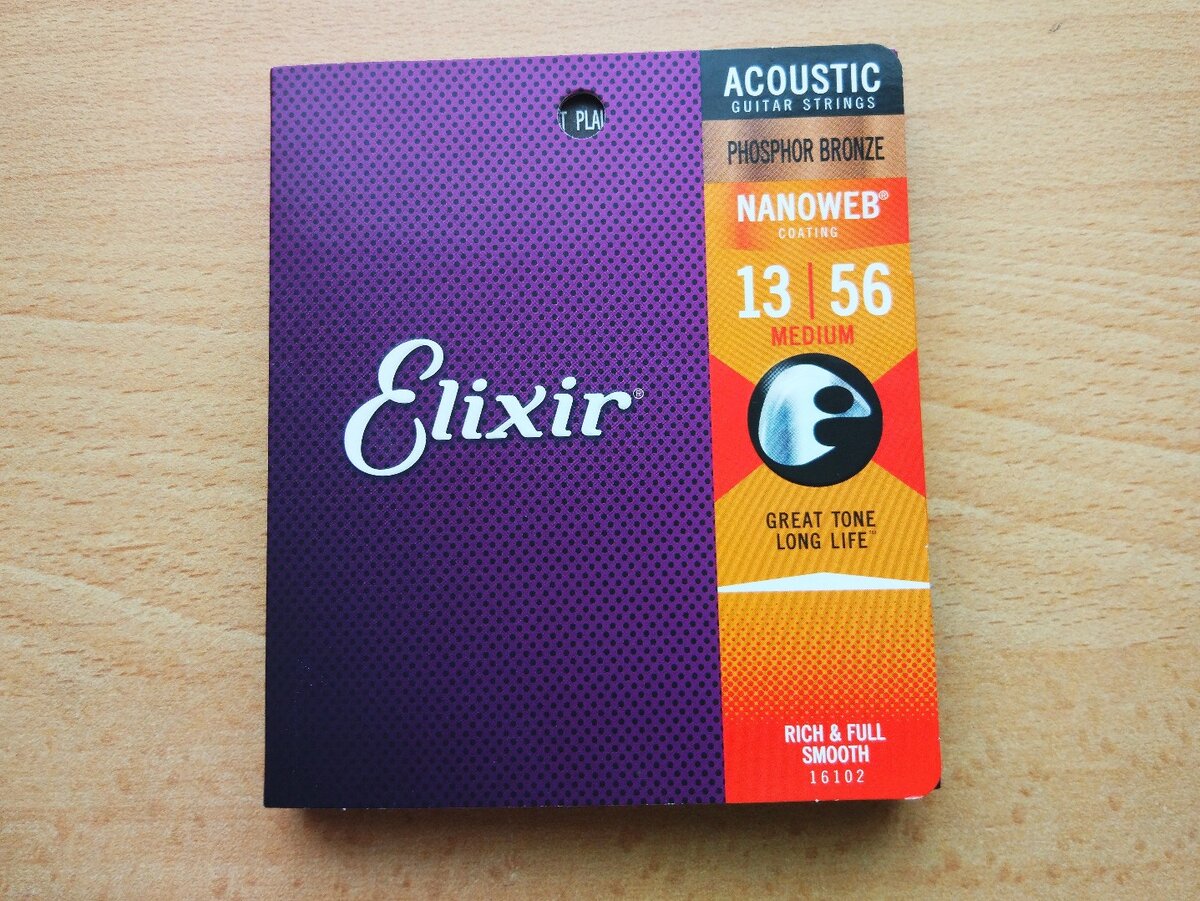 T PLAI
Elixir®
ACOUSTIC
GUITAR STRINGS
PHOSPHOR BRONZE
NANOWEB®
COATING
13 | 56
MEDIUM
GREAT TONE
LONG LIFE™
RICH & FULL
SMOOTH
16102